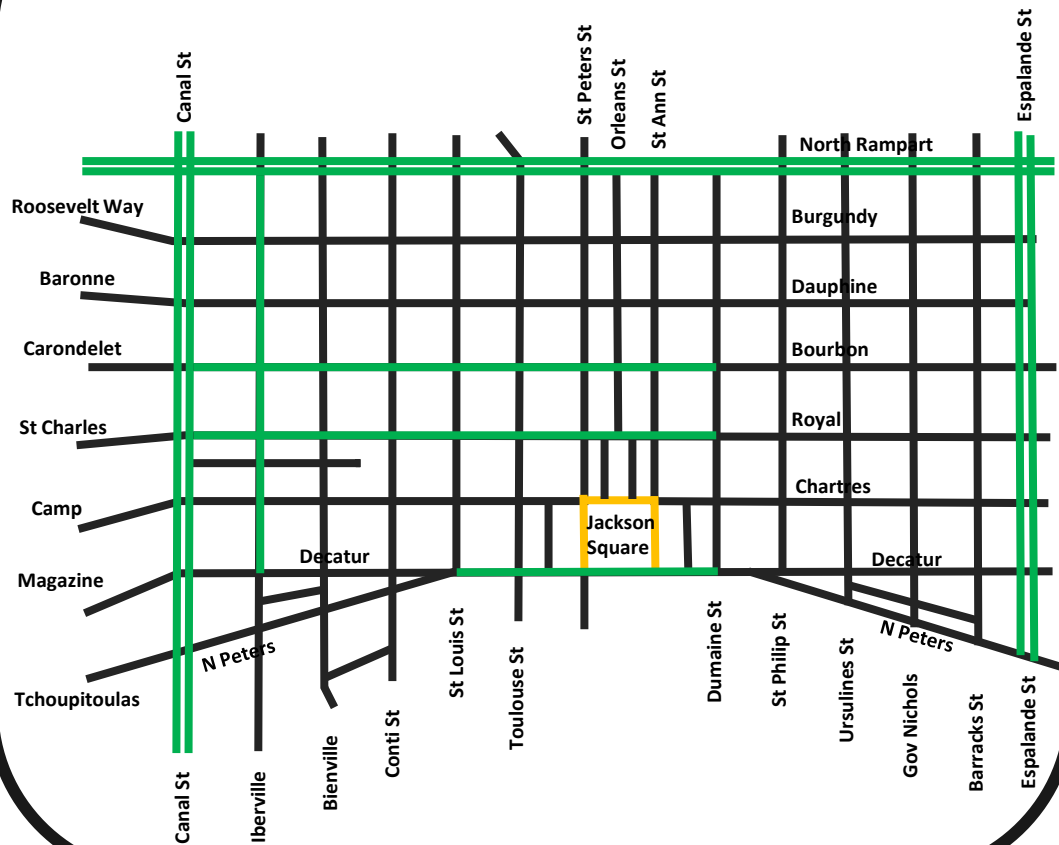 Canal St
St Peters St
Orleans St
St Ann St
Espalande St
North Rampart
Roosevelt Way
Burgundy
Baronne
Dauphine
Carondelet
Bourbon
St Charles
Royal
Camp
Chartres
Jackson
Square
Magazine
Decatur
Decatur
Tchoupitoulas
N Peters
N Peters
Canal St
Iberville
Bienville
Conti St
St Louis St
Toulouse St
Dumaine St
St Philip St
Ursulines St
Gov Nichols
Barracks St
Espalande St